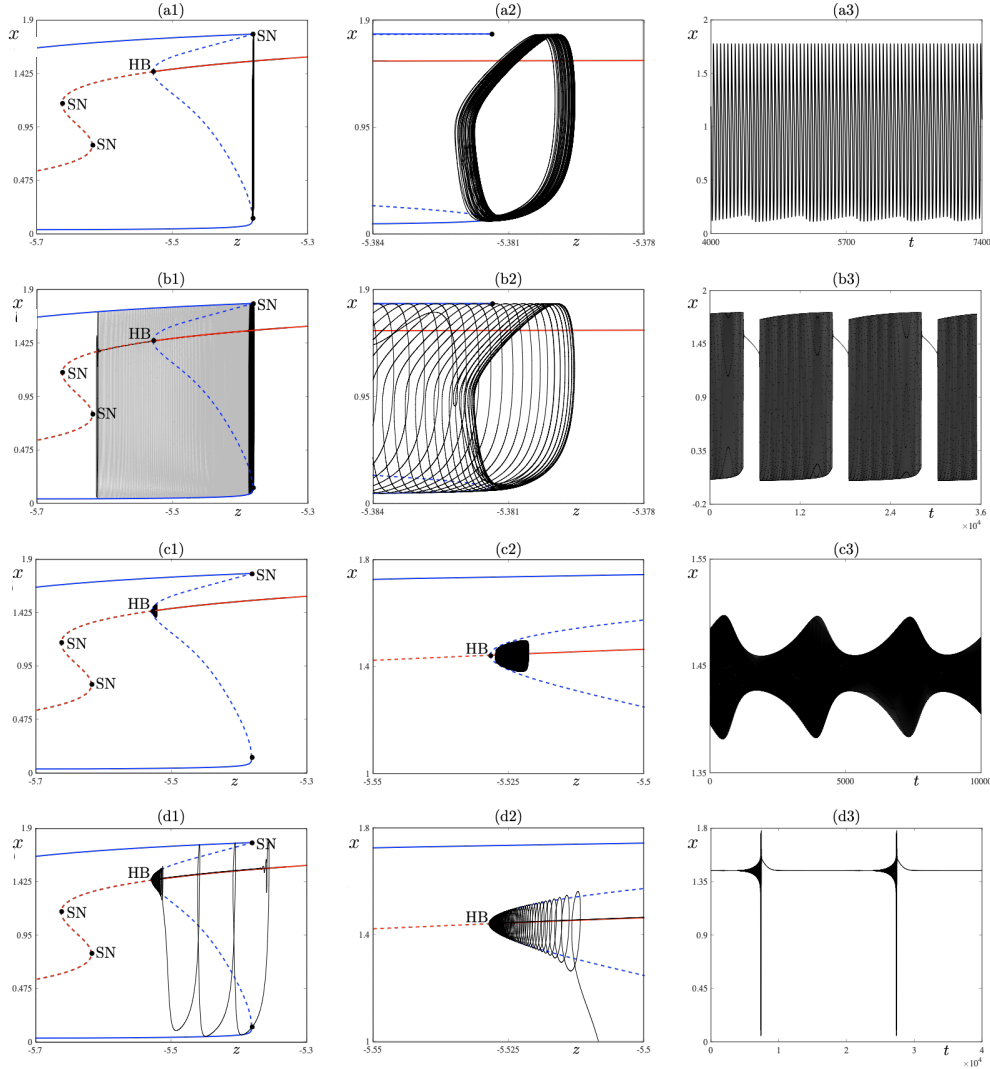 (a1) (a2) (a3)
1.9 x 1.425 0.95 0.475 0 HB SN SN SN -5.7 -5.5 z -5.3
1.9 x 0.95 0 -5.384 -5.381 z -5.378
2 x 1.5 1 0.5 0 4000 5700 t 7400
(b1) (b2) (b3)
1.9 x 1.425 0.95 0.475 0 HB SN SN SN -5.7 -5.5 z -5.3
1.9 x 0.95 0 -5.384 -5.381 z -5.378
2 x 1.45 0.9 0.35 -0.2 0 1.2 t 2.4 3.6 ×10⁴
(c1) (c2) (c3)
1.9 x 1.425 0.95 0.475 0 HB SN SN SN -5.7 -5.5 z -5.3
1.8 x 1.4 1 HB -5.55 -5.525 z -5.5
1.55 x 1.45 1.35 0 5000 t 10000
(d1) (d2) (d3)
1.9 x 1.425 0.95 0.475 0 HB SN SN SN -5.7 -5.5 z -5.3
1.8 x 1.4 1 HB -5.55 -5.525 z -5.5
1.8 x 1.35 0.9 0.45 0 0 1 2 3 t 4 ×10⁴